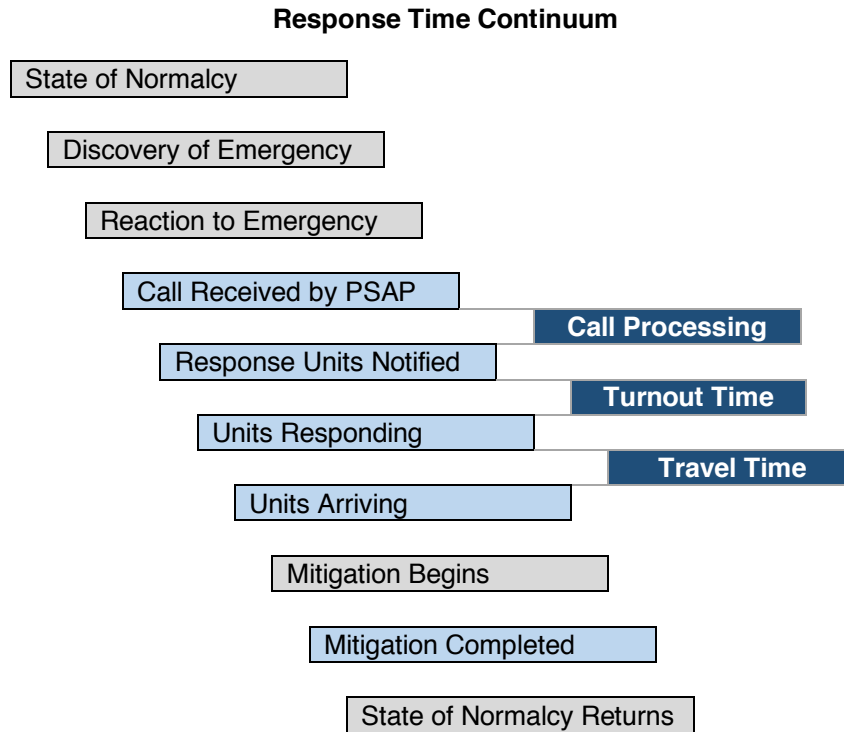 Response Time Continuum
State of Normalcy
Discovery of Emergency
Reaction to Emergency
Call Received by PSAP
Call Processing
Response Units Notified
Turnout Time
Units Responding
Travel Time
Units Arriving
Mitigation Begins
Mitigation Completed
State of Normalcy Returns